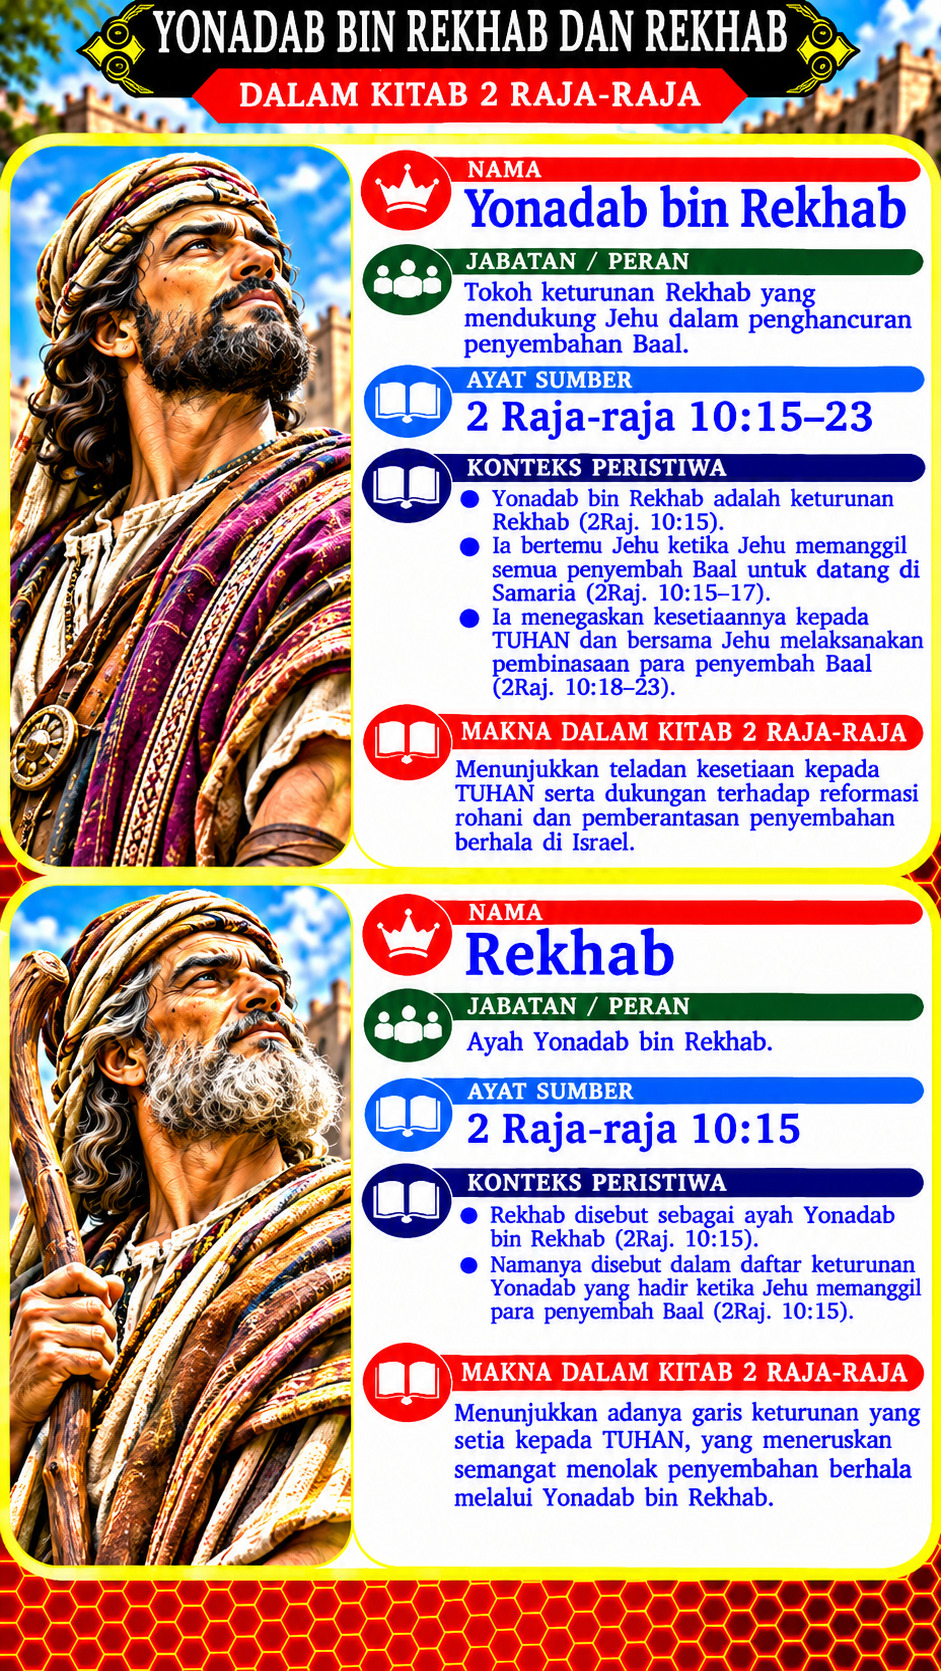 YONADAB BIN REKHAB DAN REKHAB
DALAM KITAB 2 RAJA-RAJA
NAMA
Yonadab bin Rekhab
JABATAN / PERAN
Tokoh keturunan Rekhab yang
mendukung Jehu dalam penghancuran
penyembahan Baal.
AYAT SUMBER
2 Raja-raja 10:15–23
KONTEKS PERISTIWA
● Yonadab bin Rekhab adalah keturunan
Rekhab (2Raj. 10:15).
● Ia bertemu Jehu ketika Jehu memanggil
semua penyembah Baal untuk datang di
Samaria (2Raj. 10:15–17).
● Ia menegaskan kesetiaannya kepada
TUHAN dan bersama Jehu melaksanakan
pembinasaan para penyembah Baal
(2Raj. 10:18–23).
MAKNA DALAM KITAB 2 RAJA-RAJA
Menunjukkan teladan kesetiaan kepada
TUHAN serta dukungan terhadap reformasi
rohani dan pemberantasan penyembahan
berhala di Israel.
NAMA
Rekhab
JABATAN / PERAN
Ayah Yonadab bin Rekhab.
AYAT SUMBER
2 Raja-raja 10:15
KONTEKS PERISTIWA
● Rekhab disebut sebagai ayah Yonadab
bin Rekhab (2Raj. 10:15).
● Namanya disebut dalam daftar keturunan
Yonadab yang hadir ketika Jehu memanggil
para penyembah Baal (2Raj. 10:15).
MAKNA DALAM KITAB 2 RAJA-RAJA
Menunjukkan adanya garis keturunan yang
setia kepada TUHAN, yang meneruskan
semangat menolak penyembahan berhala
melalui Yonadab bin Rekhab.